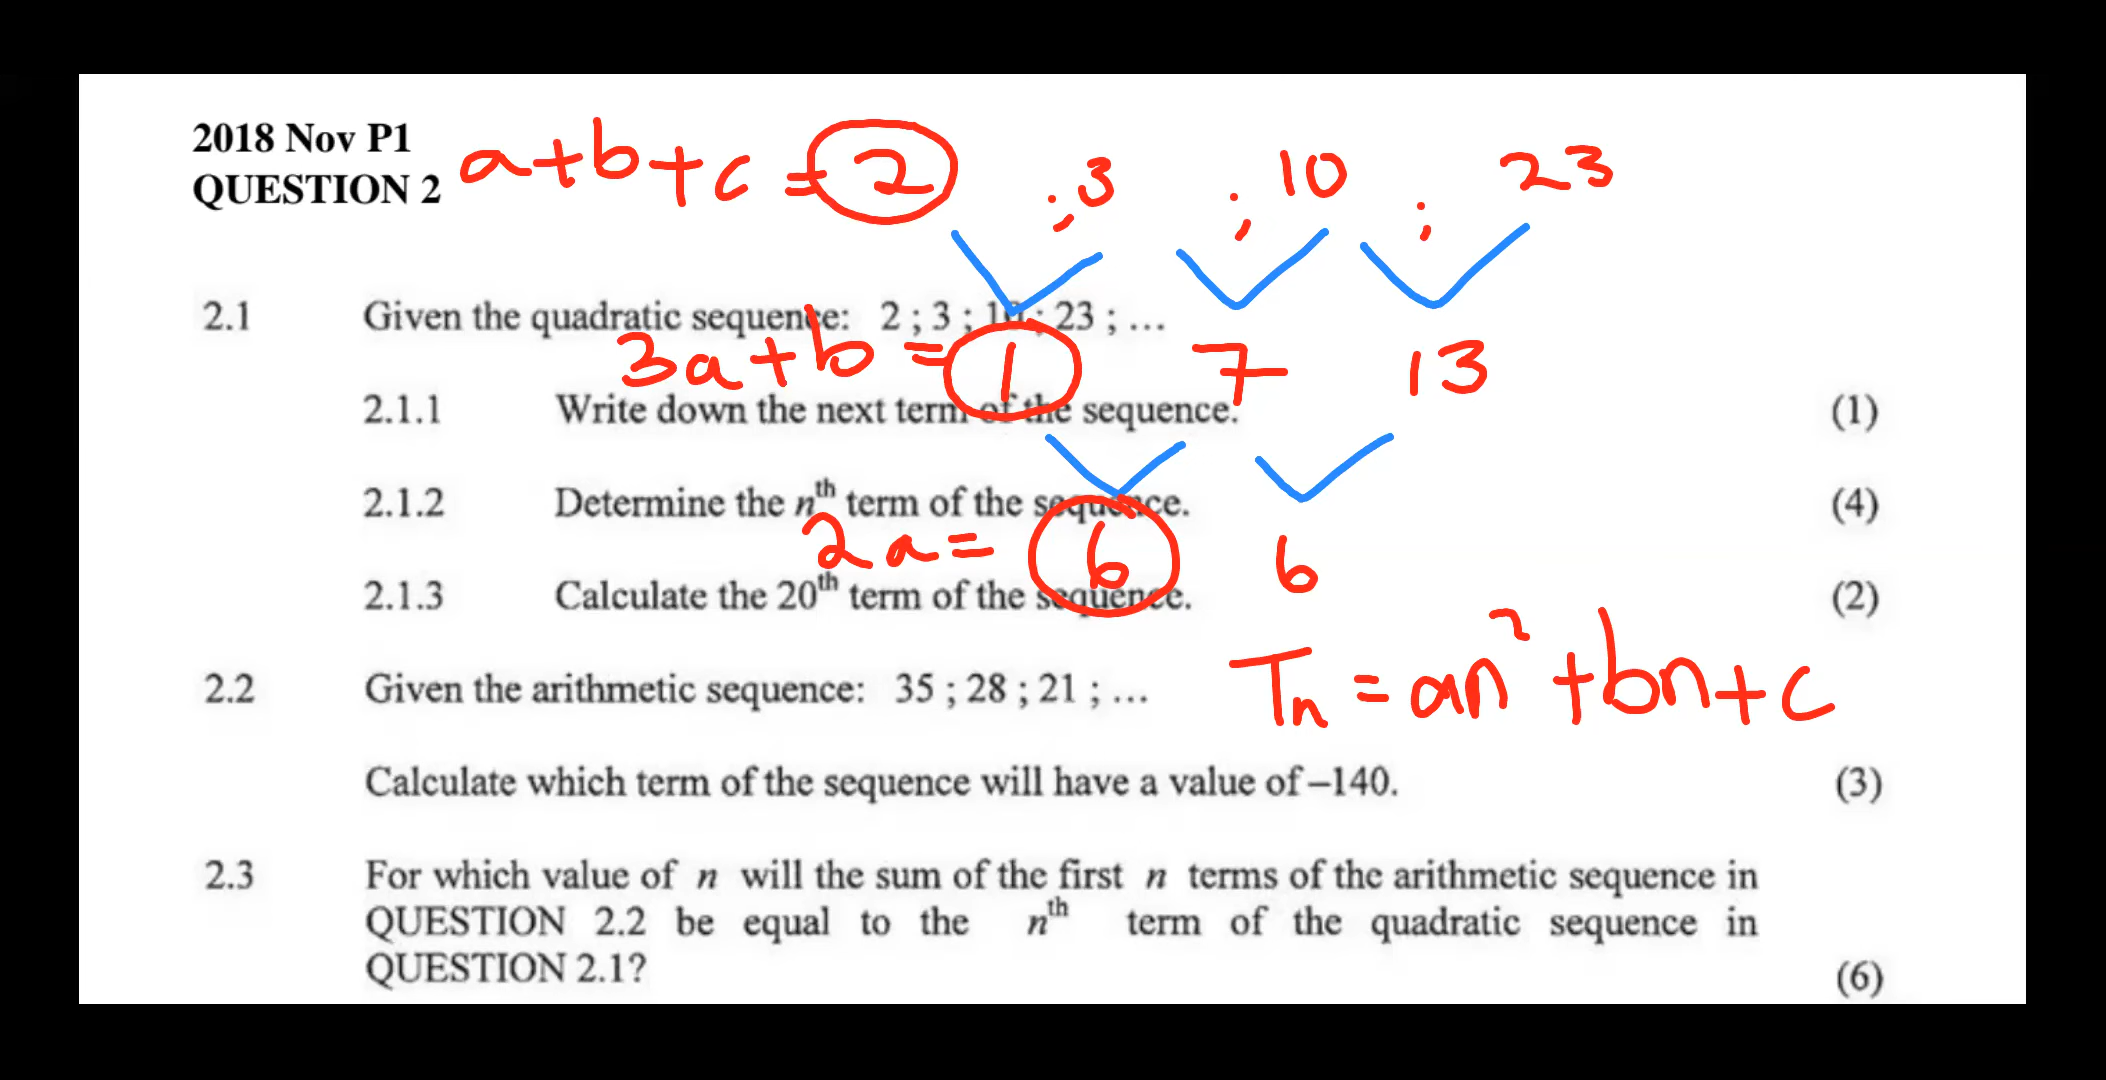 2018 Nov P1
QUESTION 2 a+b+c = 2 ; 3 ; 10 ; 23
2.1 Given the quadratic sequence: 2 ; 3 ; 10 ; 23 ; ...
3a+b = 1 7 13
2.1.1 Write down the next term of the sequence. (1)
2.1.2 Determine the nth term of the sequence. (4)
2a = 6 6
2.1.3 Calculate the 20th term of the sequence. (2)
2.2 Given the arithmetic sequence: 35 ; 28 ; 21 ; ...
Tn = an² + bn + c
Calculate which term of the sequence will have a value of –140. (3)
2.3 For which value of n will the sum of the first n terms of the arithmetic sequence in
QUESTION 2.2 be equal to the nth term of the quadratic sequence in
QUESTION 2.1? (6)